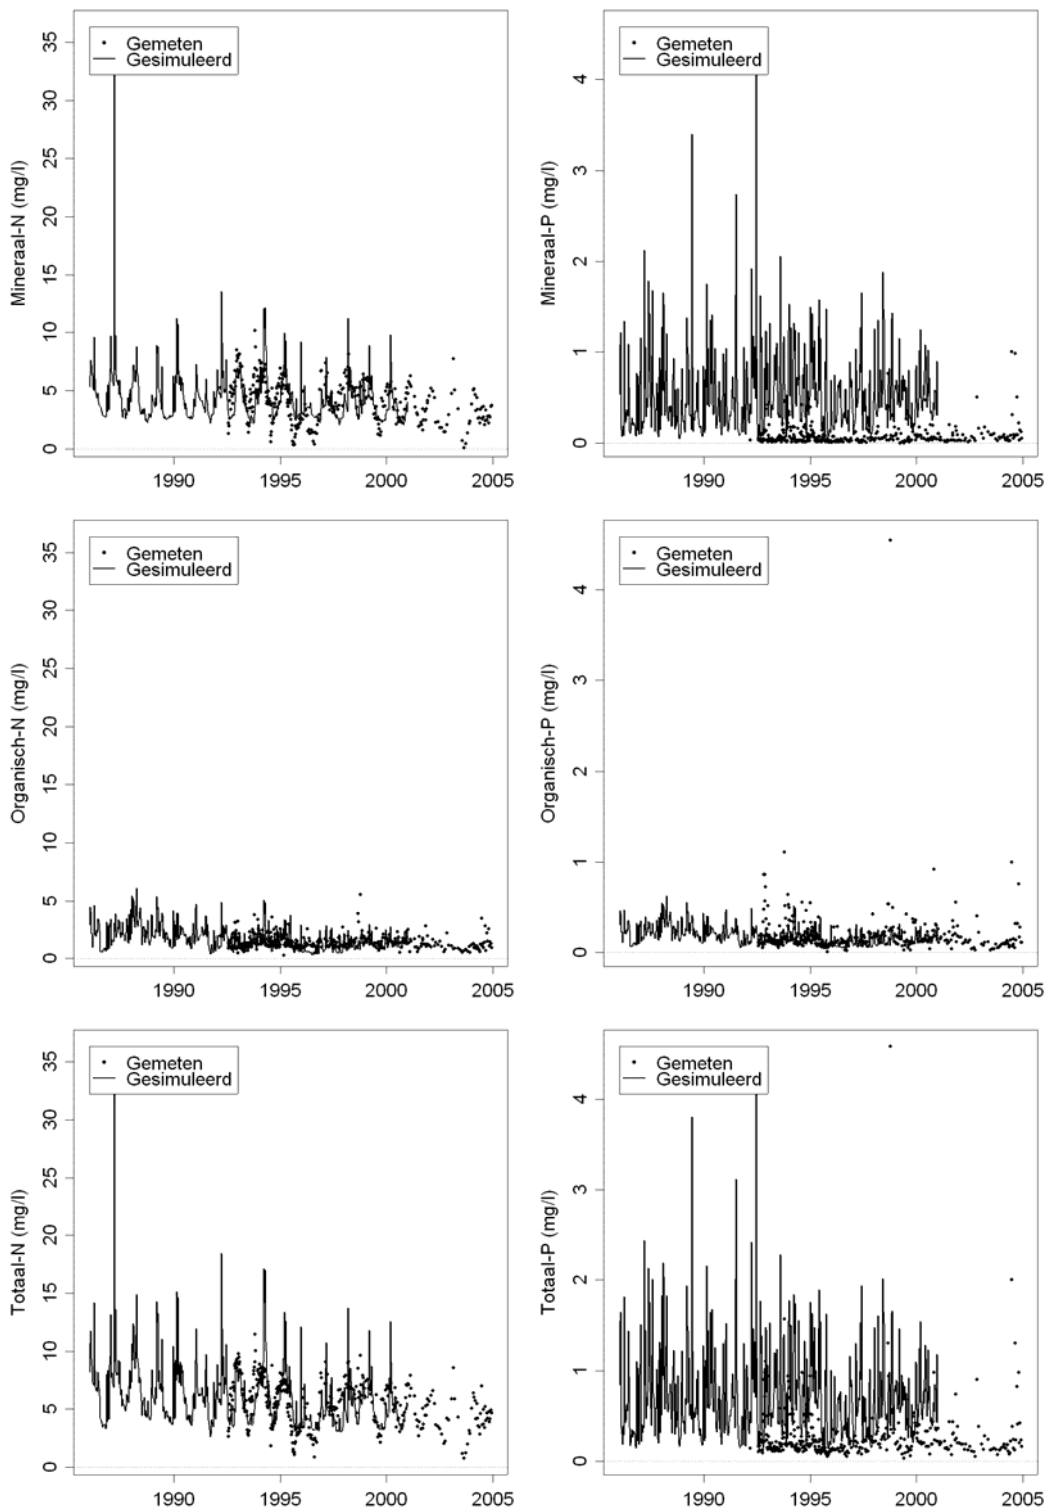 Gemeten
Gesimuleerd
Mineraal-N (mg/l)
35
30
25
20
15
10
5
0
1990 1995 2000 2005
Gemeten
Gesimuleerd
Mineraal-P (mg/l)
4
3
2
1
0
1990 1995 2000 2005
Gemeten
Gesimuleerd
Organisch-N (mg/l)
35
30
25
20
15
10
5
0
1990 1995 2000 2005
Gemeten
Gesimuleerd
Organisch-P (mg/l)
4
3
2
1
0
1990 1995 2000 2005
Gemeten
Gesimuleerd
Totaal-N (mg/l)
35
30
25
20
15
10
5
0
1990 1995 2000 2005
Gemeten
Gesimuleerd
Totaal-P (mg/l)
4
3
2
1
0
1990 1995 2000 2005